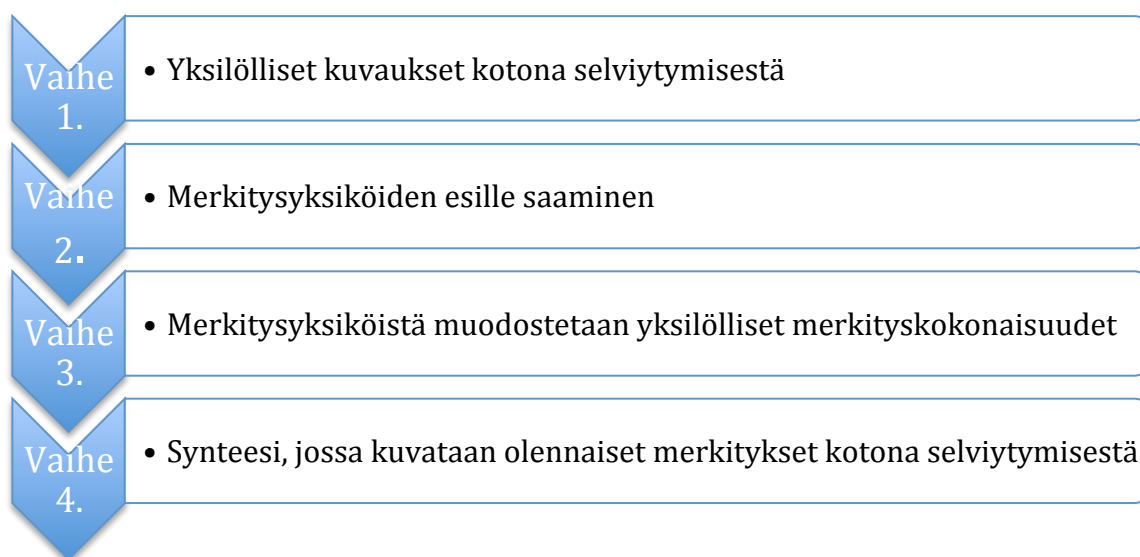 Vaihe
1.
• Yksilölliset kuvaukset kotona selviytymisestä
Vaihe
2.
• Merkitysyksiköiden esille saaminen
Vaihe
3.
• Merkitysyksiköistä muodostetaan yksilölliset merkityskokonaisuudet
Vaihe
4.
• Synteesi, jossa kuvataan olennaiset merkitykset kotona selviytymisestä